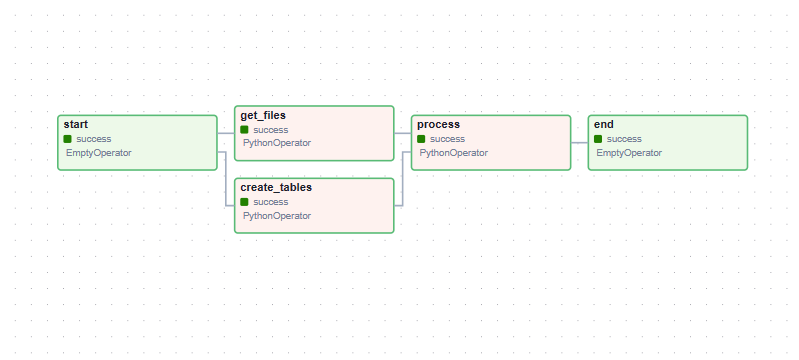 start
success
EmptyOperator
get_files
success
PythonOperator
create_tables
success
PythonOperator
process
success
PythonOperator
end
success
EmptyOperator